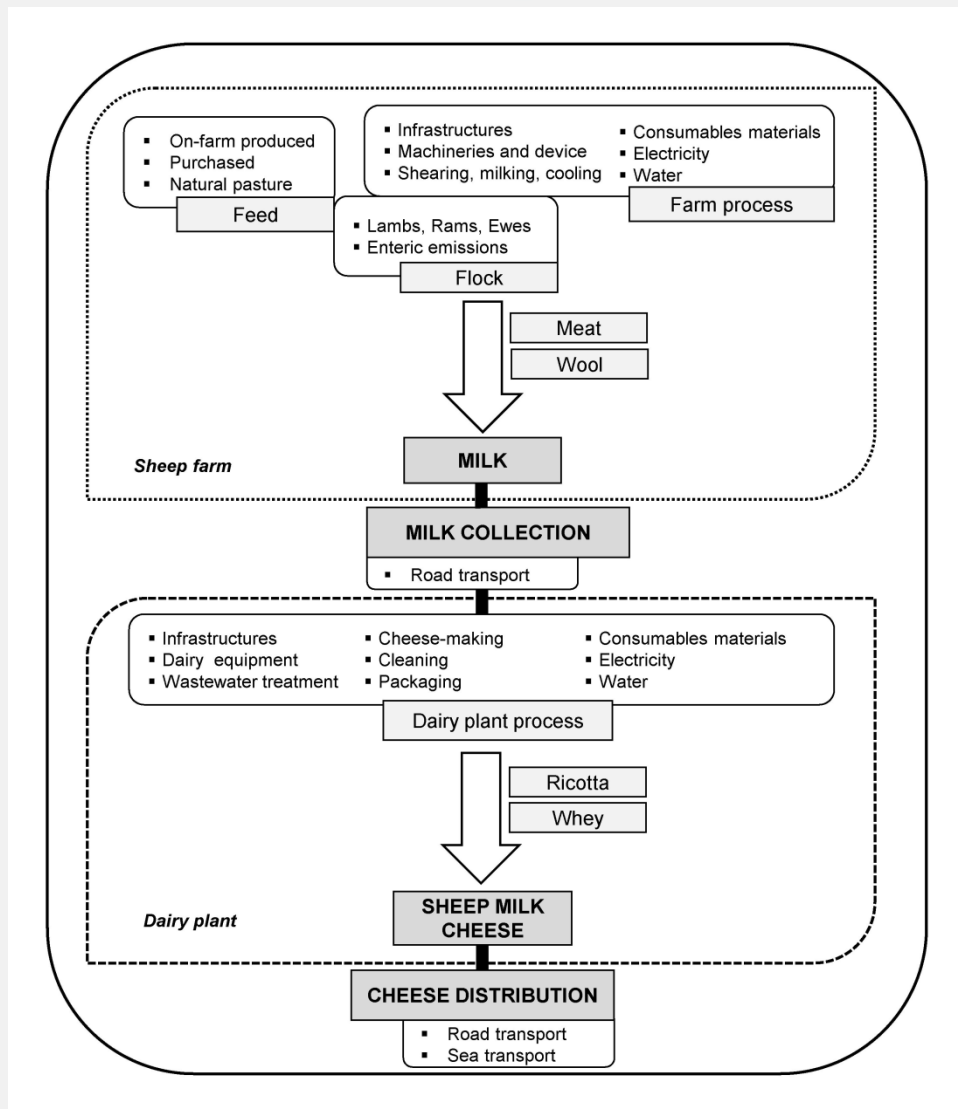 On-farm produced
Purchased
Natural pasture
Feed
Infrastructures
Machineries and device
Shearing, milking, cooling
Consumables materials
Electricity
Water
Farm process
Lambs, Rams, Ewes
Enteric emissions
Flock
Meat
Wool
MILK
Sheep farm
MILK COLLECTION
Road transport
Infrastructures
Dairy equipment
Wastewater treatment
Cheese-making
Cleaning
Packaging
Consumables materials
Electricity
Water
Dairy plant process
Ricotta
Whey
SHEEP MILK
CHEESE
Dairy plant
CHEESE DISTRIBUTION
Road transport
Sea transport